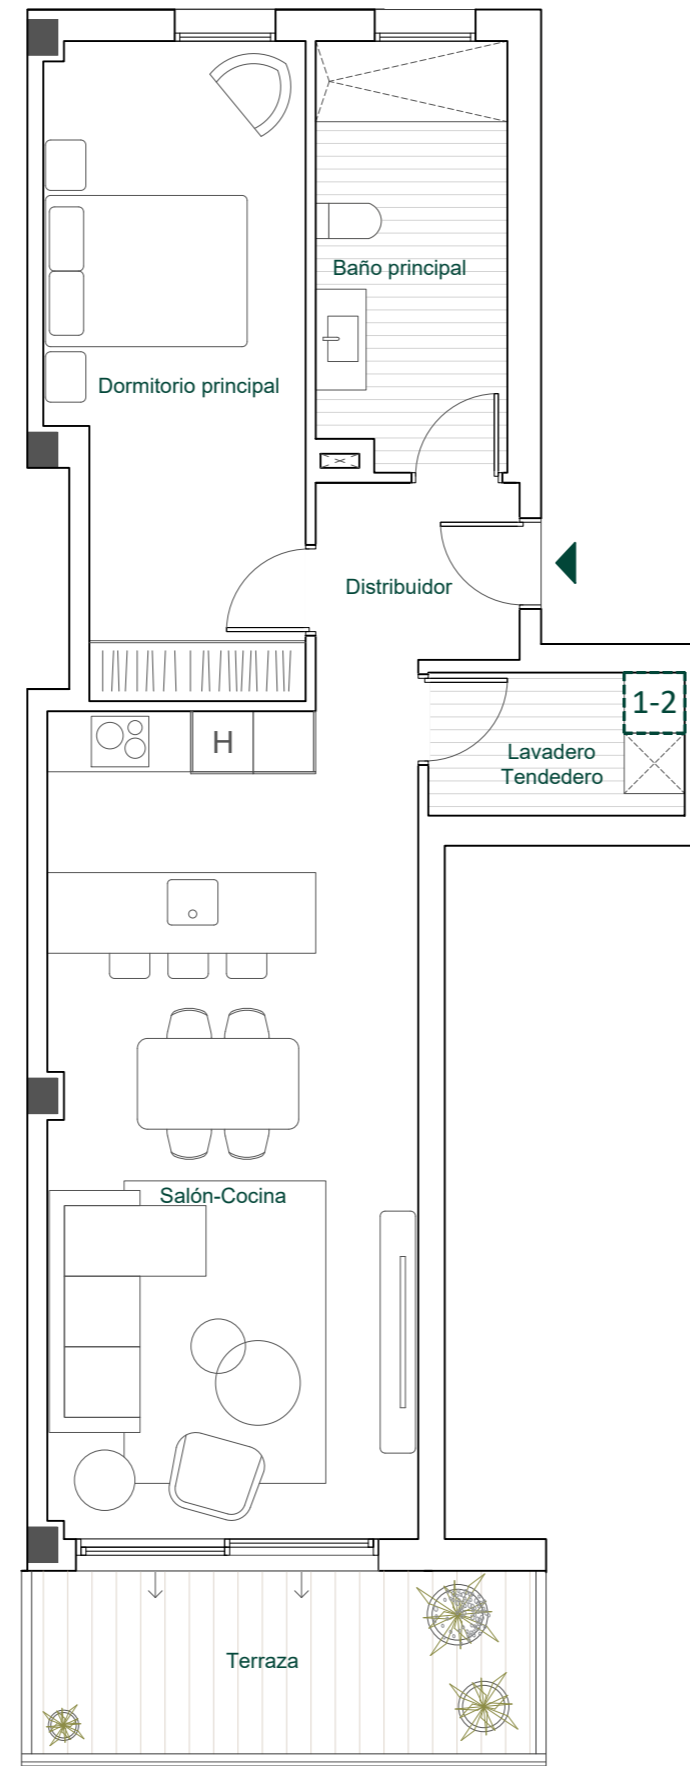 Baño principal
Dormitorio principal
Distribuidor
1-2
Lavadero
Tendedero
H
Salón-Cocina
Terraza